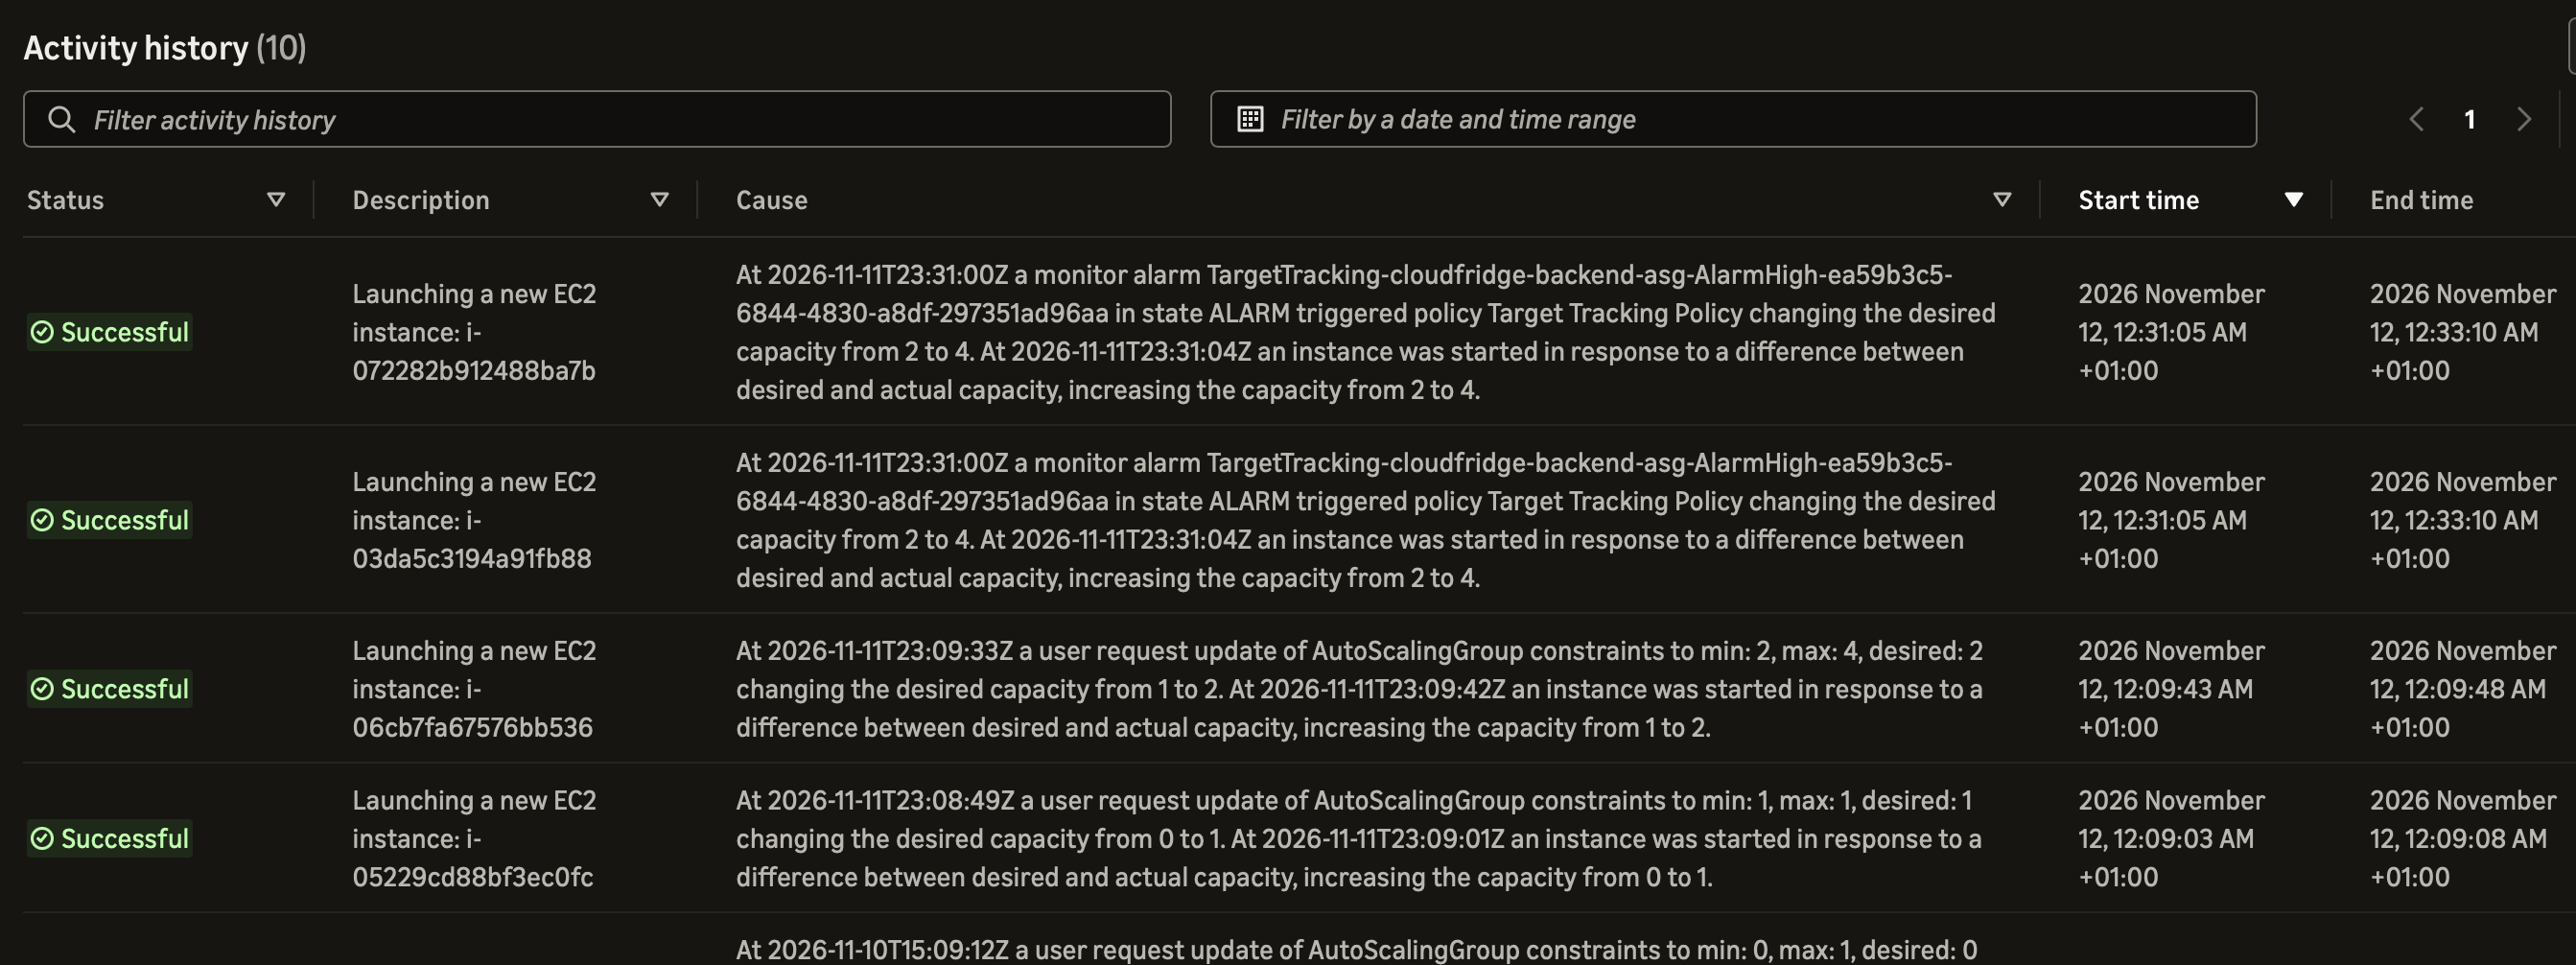 Activity history (10)
Filter activity history
Filter by a date and time range
1
Status
Description
Cause
Start time
End time
Successful
Launching a new EC2
instance: i-
072282b912488ba7b
At 2026-11-11T23:31:00Z a monitor alarm TargetTracking-cloudfridge-backend-asg-AlarmHigh-ea59b3c5-
6844-4830-a8df-297351ad96aa in state ALARM triggered policy Target Tracking Policy changing the desired
capacity from 2 to 4. At 2026-11-11T23:31:04Z an instance was started in response to a difference between
desired and actual capacity, increasing the capacity from 2 to 4.
2026 November
12, 12:31:05 AM
+01:00
2026 November
12, 12:33:10 AM
+01:00
Successful
Launching a new EC2
instance: i-
03da5c3194a91fb88
At 2026-11-11T23:31:00Z a monitor alarm TargetTracking-cloudfridge-backend-asg-AlarmHigh-ea59b3c5-
6844-4830-a8df-297351ad96aa in state ALARM triggered policy Target Tracking Policy changing the desired
capacity from 2 to 4. At 2026-11-11T23:31:04Z an instance was started in response to a difference between
desired and actual capacity, increasing the capacity from 2 to 4.
2026 November
12, 12:31:05 AM
+01:00
2026 November
12, 12:33:10 AM
+01:00
Successful
Launching a new EC2
instance: i-
06cb7fa67576bb536
At 2026-11-11T23:09:33Z a user request update of AutoScalingGroup constraints to min: 2, max: 4, desired: 2
changing the desired capacity from 1 to 2. At 2026-11-11T23:09:42Z an instance was started in response to a
difference between desired and actual capacity, increasing the capacity from 1 to 2.
2026 November
12, 12:09:43 AM
+01:00
2026 November
12, 12:09:48 AM
+01:00
Successful
Launching a new EC2
instance: i-
05229cd88bf3ec0fc
At 2026-11-11T23:08:49Z a user request update of AutoScalingGroup constraints to min: 1, max: 1, desired: 1
changing the desired capacity from 0 to 1. At 2026-11-11T23:09:01Z an instance was started in response to a
difference between desired and actual capacity, increasing the capacity from 0 to 1.
2026 November
12, 12:09:03 AM
+01:00
2026 November
12, 12:09:08 AM
+01:00
At 2026-11-10T15:09:12Z a user request update of AutoScalingGroup constraints to min: 0, max: 1, desired: 0